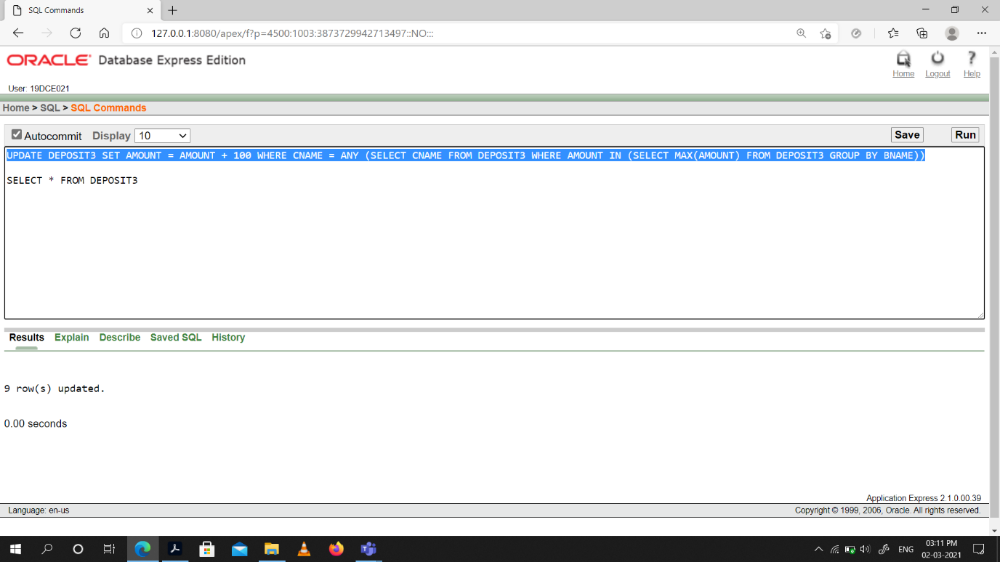 SQL Commands
127.0.0.1:8080/apex/f?p=4500:1003:3873729942713497::NO:::
ORACLE Database Express Edition
Home Logout Help
User: 19DCE021
Home > SQL > SQL Commands
Autocommit Display 10 Save Run
UPDATE DEPOSIT3 SET AMOUNT = AMOUNT + 100 WHERE CNAME = ANY (SELECT CNAME FROM DEPOSIT3 WHERE AMOUNT IN (SELECT MAX(AMOUNT) FROM DEPOSIT3 GROUP BY BNAME))
SELECT * FROM DEPOSIT3
Results Explain Describe Saved SQL History
9 row(s) updated.
0.00 seconds
Application Express 2.1.0.00.39
Language: en-us Copyright © 1999, 2006, Oracle. All rights reserved.
ENG 03:11 PM
02-03-2021